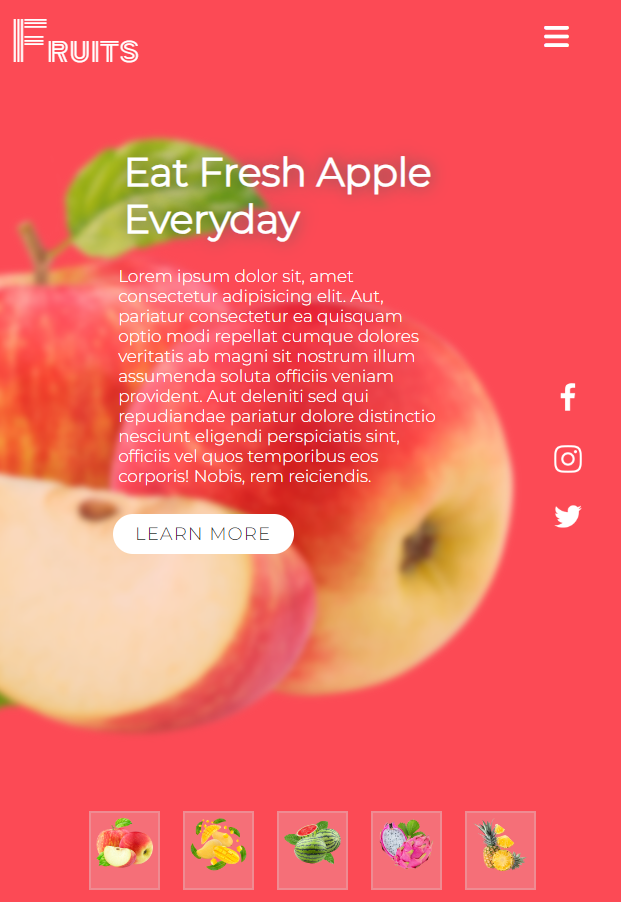 Fruits
Eat Fresh Apple
Everyday
Lorem ipsum dolor sit, amet
consectetur adipisicing elit. Aut,
pariatur consectetur ea quisquam
optio modi repellat cumque dolores
veritatis ab magni sit nostrum illum
assumenda soluta officiis veniam
provident. Aut deleniti sed qui
repudiandae pariatur dolore distinctio
nesciunt eligendi perspiciatis sint,
officiis vel quos temporibus eos
corporis! Nobis, rem reiciendis.
LEARN MORE